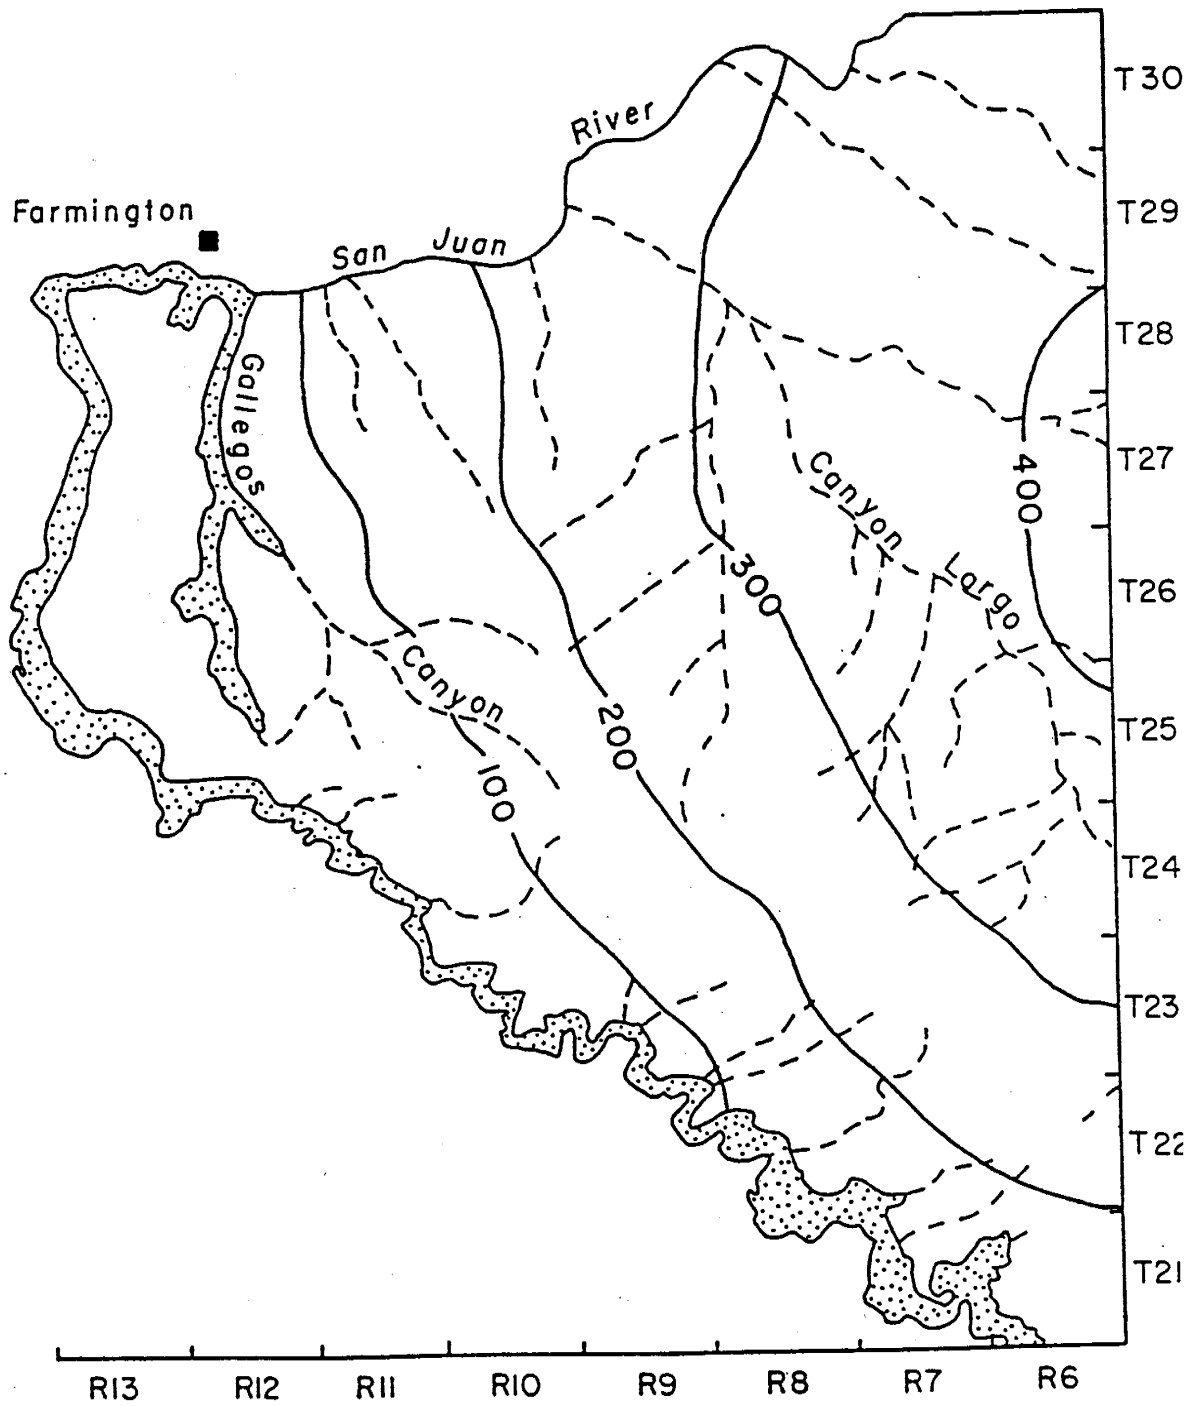 T30
River
T29
Farmington
San Juan
T28
Gallegos
T27
Canyon
400
Largo
300
T26
Canyon
200
T25
100
T24
T23
T22
T21
R13 R12 R11 R10 R9 R8 R7 R6